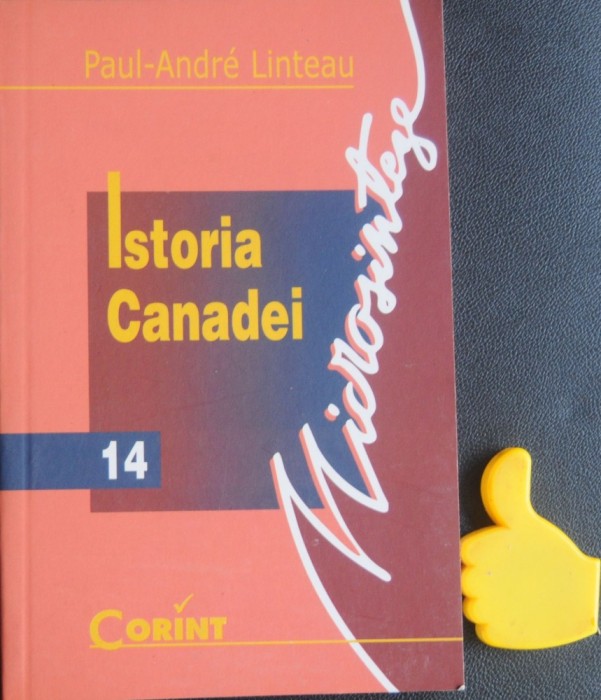 Paul-André Linteau
Istoria
Canadei
Microsinteze
14
CORINT